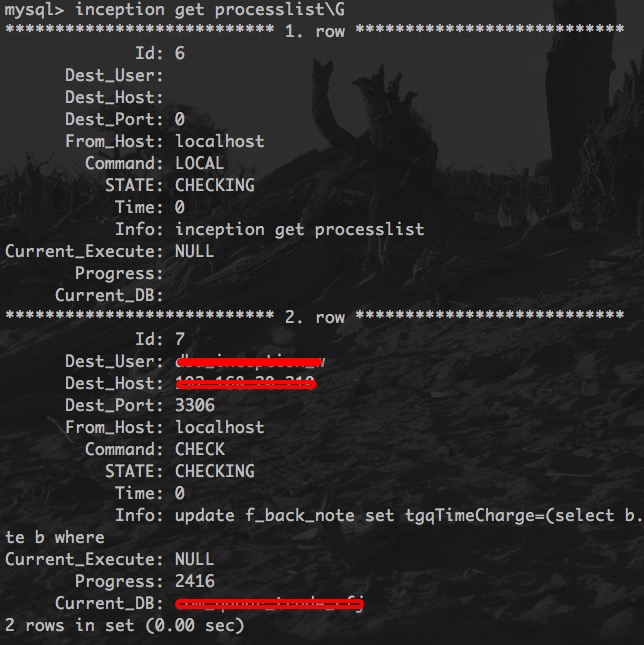 mysql> inception get processlist\G
*************************** 1. row ***************************
Id: 6
Dest_User:
Dest_Host:
Dest_Port: 0
From_Host: localhost
Command: LOCAL
STATE: CHECKING
Time: 0
Info: inception get processlist
Current_Execute: NULL
Progress:
Current_DB:
*************************** 2. row ***************************
Id: 7
Dest_User:
Dest_Host:
Dest_Port: 3306
From_Host: localhost
Command: CHECK
STATE: CHECKING
Time: 0
Info: update f_back_note set tgqTimeCharge=(select b.
te b where
Current_Execute: NULL
Progress: 2416
Current_DB:
2 rows in set (0.00 sec)